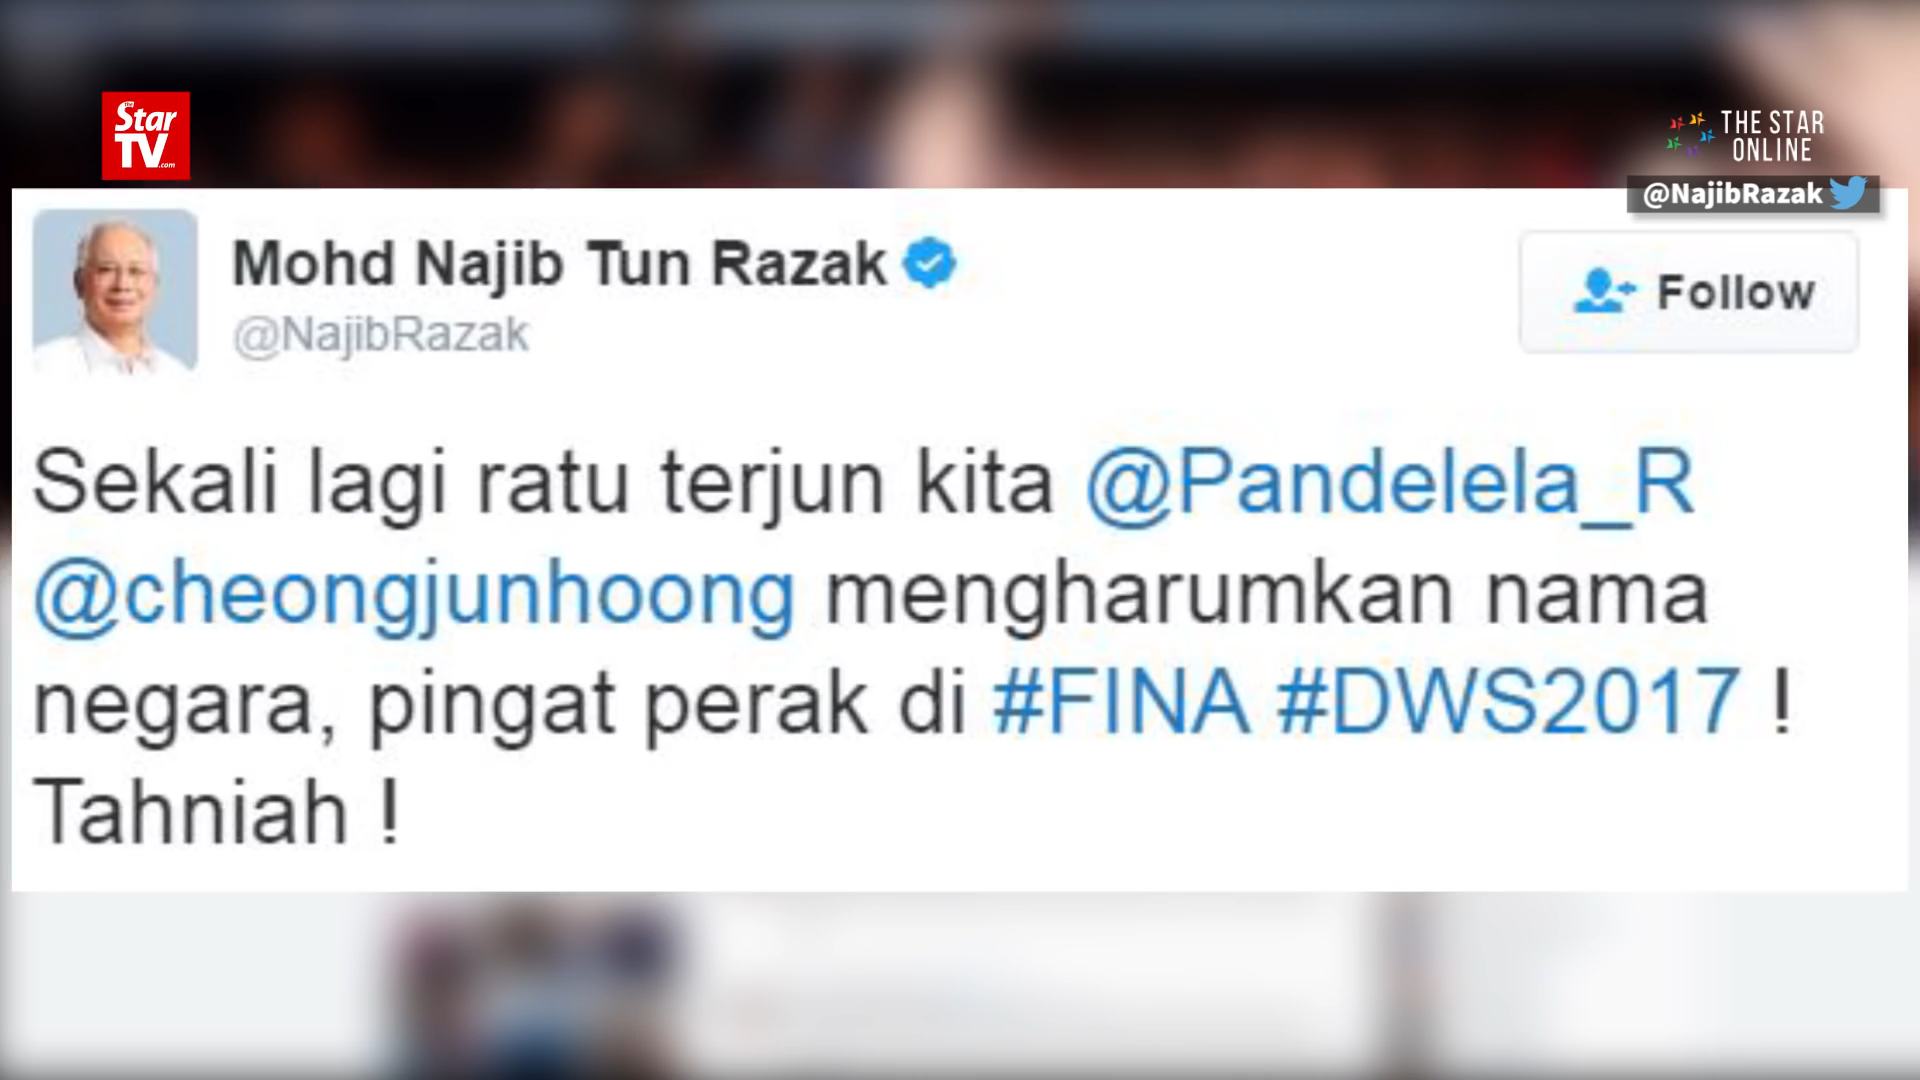 The Star
TV.com
THE STAR
ONLINE
@NajibRazak
Mohd Najib Tun Razak
@NajibRazak
Follow
Sekali lagi ratu terjun kita @Pandelela_R
@cheongjunhoong mengharumkan nama
negara, pingat perak di #FINA #DWS2017 !
Tahniah !